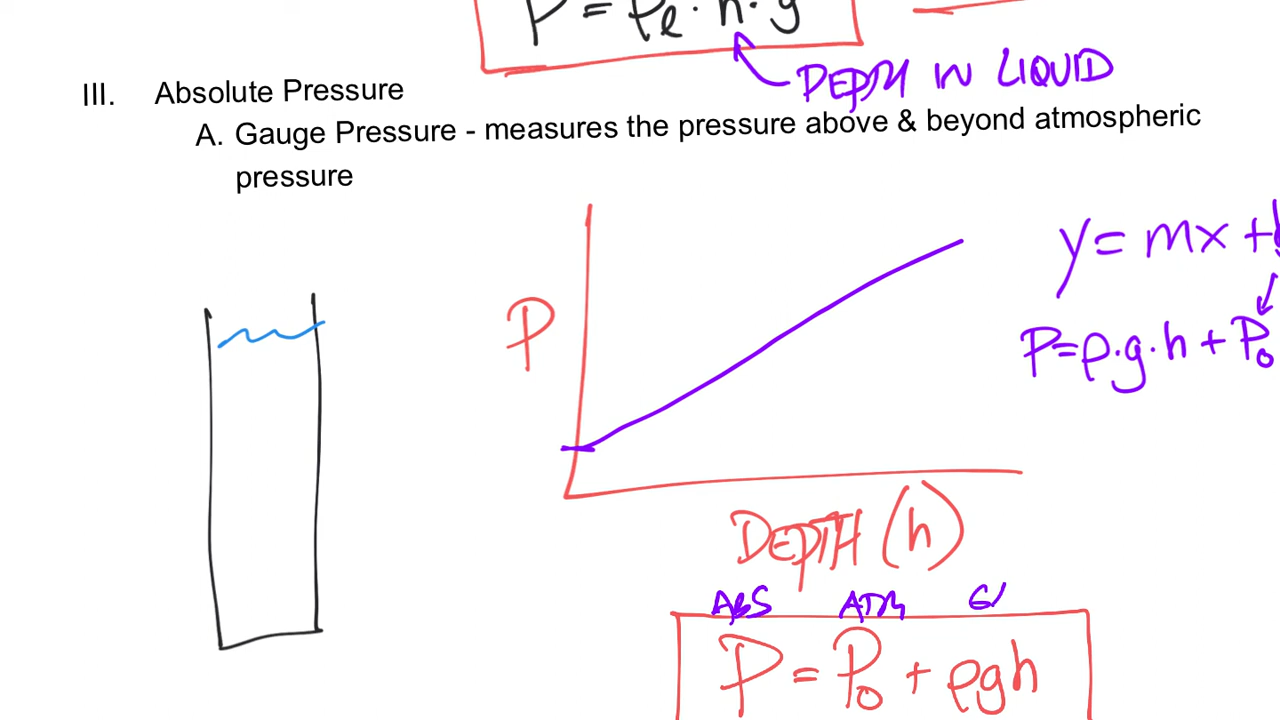 P = ρℓ · h · g
DEPTH IN LIQUID
III. Absolute Pressure
A. Gauge Pressure - measures the pressure above & beyond atmospheric
pressure
y = mx + b
P = ρ·g·h + P₀
P
DEPTH (h)
ABS ATM G
P = P₀ + ρgh